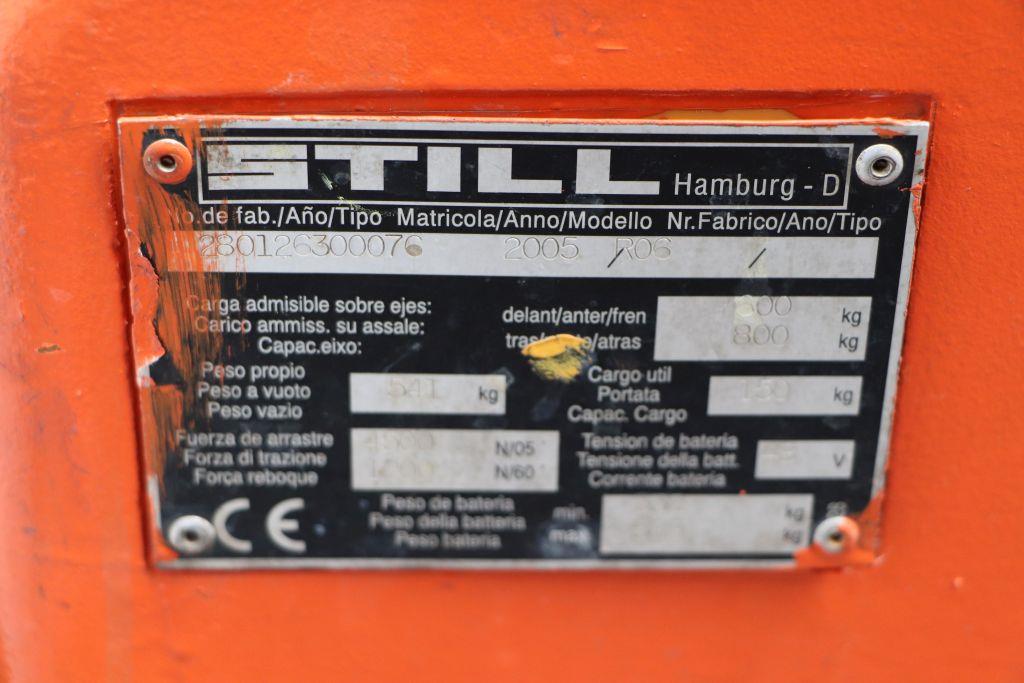 STILL Hamburg - D
No.de fab./Año/Tipo Matricola/Anno/Modello Nr.Fabrico/Ano/Tipo
280126300076 2005 / R06 /
Carga admisible sobre ejes: delant/anter/fren 600 kg
Carico ammiss. su assale: /atras 800 kg
Capac.eixo:
Peso propio Cargo util
Peso a vuoto 541 kg Portata 150 kg
Peso vazio Capac. Cargo
Fuerza de arrastre N/05 Tension de bateria
Forza di trazione Tensione della batt. V
Força reboque N/60 Corrente bateria
CE Peso de bateria min. kg
Peso della batteria max kg
Peso bateria